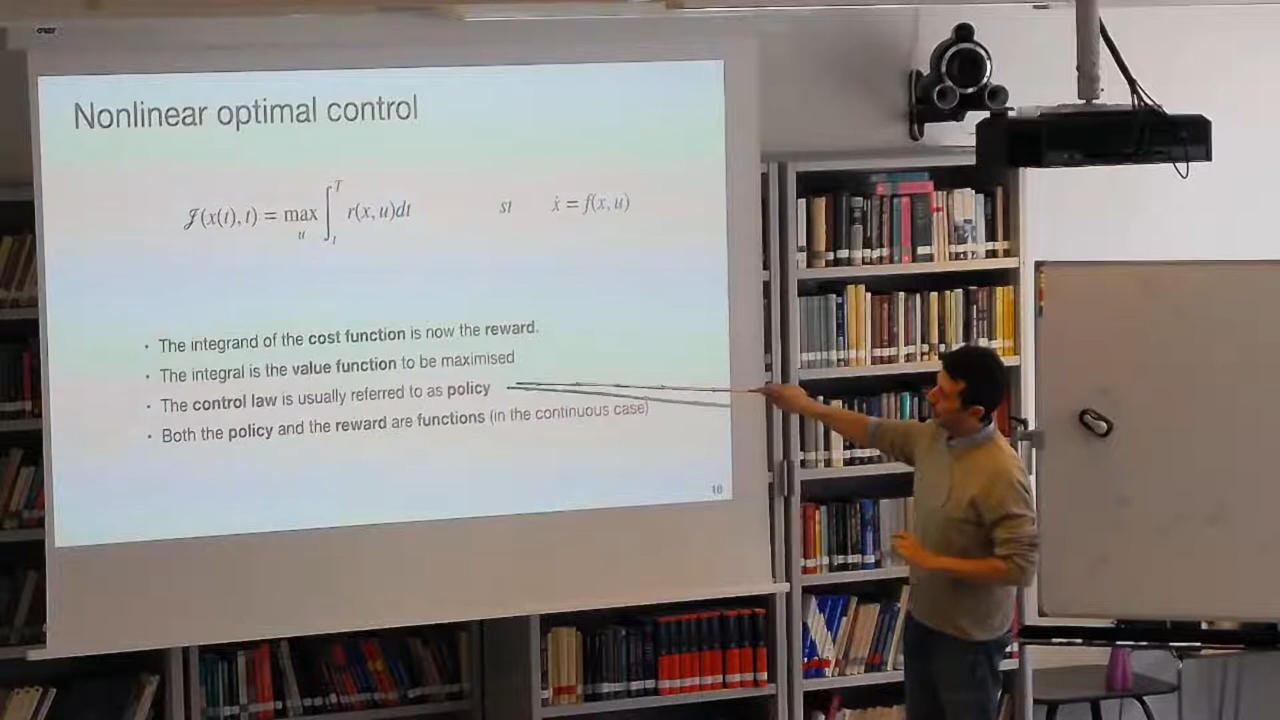 Nonlinear optimal control
𝒥(x(t), t) = max_u ∫_t^T r(x, u)dt st ẋ = f(x, u)
· The integrand of the cost function is now the reward.
· The integral is the value function to be maximised
· The control law is usually referred to as policy
· Both the policy and the reward are functions (in the continuous case)